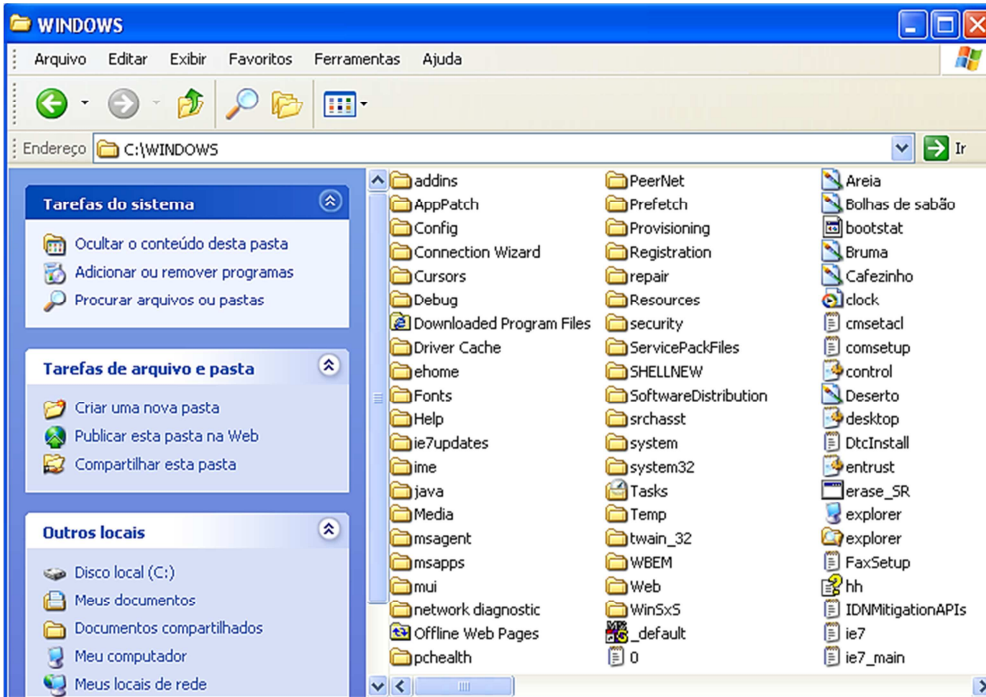 WINDOWS
Arquivo Editar Exibir Favoritos Ferramentas Ajuda
Endereço C:\WINDOWS Ir
Tarefas do sistema
Ocultar o conteúdo desta pasta
Adicionar ou remover programas
Procurar arquivos ou pastas
Tarefas de arquivo e pasta
Criar uma nova pasta
Publicar esta pasta na Web
Compartilhar esta pasta
Outros locais
Disco local (C:)
Meus documentos
Documentos compartilhados
Meu computador
Meus locais de rede
addins
AppPatch
Config
Connection Wizard
Cursors
Debug
Downloaded Program Files
Driver Cache
ehome
Fonts
Help
ie7updates
ime
java
Media
msagent
msapps
mui
network diagnostic
Offline Web Pages
pchealth
PeerNet
Prefetch
Provisioning
Registration
repair
Resources
security
ServicePackFiles
SHELLNEW
SoftwareDistribution
srchasst
system
system32
Tasks
Temp
twain_32
WBEM
Web
WinSxS
_default
0
Areia
Bolhas de sabão
bootstat
Bruma
Cafezinho
clock
cmsetacl
comsetup
control
Deserto
desktop
DtcInstall
entrust
erase_SR
explorer
explorer
FaxSetup
hh
IDNMitigationAPIs
ie7
ie7_main